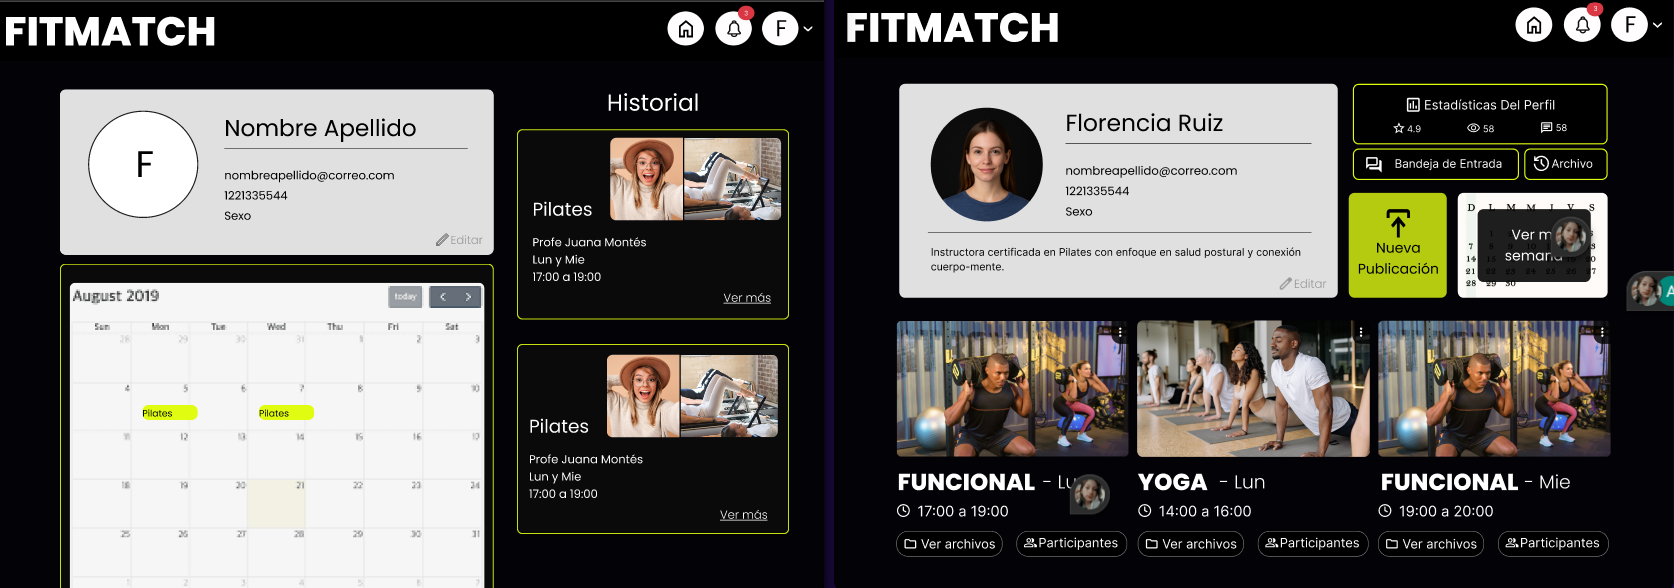 FITMATCH
3
F
Nombre Apellido
F
nombreapellido@correo.com
1221335544
Sexo
Editar
August 2019
today
Sun Mon Tue Wed Thu Fri Sat
28 29 30 31 1 2 3
4 5 6 7 8 9 10
Pilates Pilates
11 12 13 14 15 16 17
18 19 20 21 22 23 24
25 26 27 28 29 30 31
1 2 3 4 5 6 7
Historial
Pilates
Profe Juana Montés
Lun y Mie
17:00 a 19:00
Ver más
Pilates
Profe Juana Montés
Lun y Mie
17:00 a 19:00
Ver más
FITMATCH
3
F
Florencia Ruiz
nombreapellido@correo.com
1221335544
Sexo
Instructora certificada en Pilates con enfoque en salud postural y conexión
cuerpo-mente.
Editar
Estadísticas Del Perfil
4.9 58 58
Bandeja de Entrada
Archivo
Nueva
Publicación
D L M M J V S
Ver m
semana
7
14
21 27
28 29 30
A
FUNCIONAL - Lu
17:00 a 19:00
Ver archivos Participantes
YOGA - Lun
14:00 a 16:00
Ver archivos Participantes
FUNCIONAL - Mie
19:00 a 20:00
Ver archivos Participantes